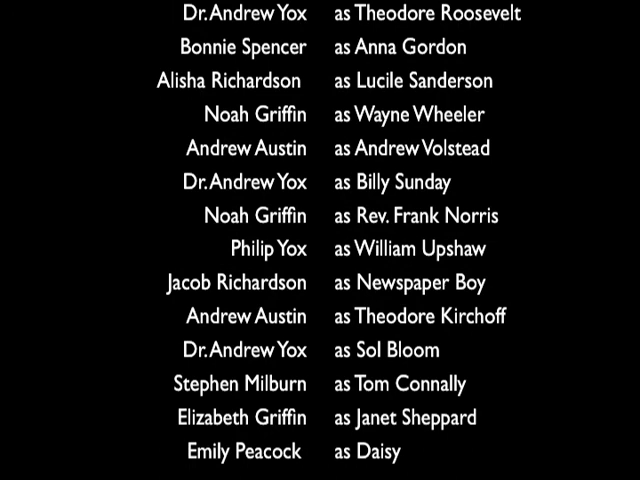 Dr. Andrew Yox as Theodore Roosevelt
Bonnie Spencer as Anna Gordon
Alisha Richardson as Lucile Sanderson
Noah Griffin as Wayne Wheeler
Andrew Austin as Andrew Volstead
Dr. Andrew Yox as Billy Sunday
Noah Griffin as Rev. Frank Norris
Philip Yox as William Upshaw
Jacob Richardson as Newspaper Boy
Andrew Austin as Theodore Kirchoff
Dr. Andrew Yox as Sol Bloom
Stephen Milburn as Tom Connally
Elizabeth Griffin as Janet Sheppard
Emily Peacock as Daisy